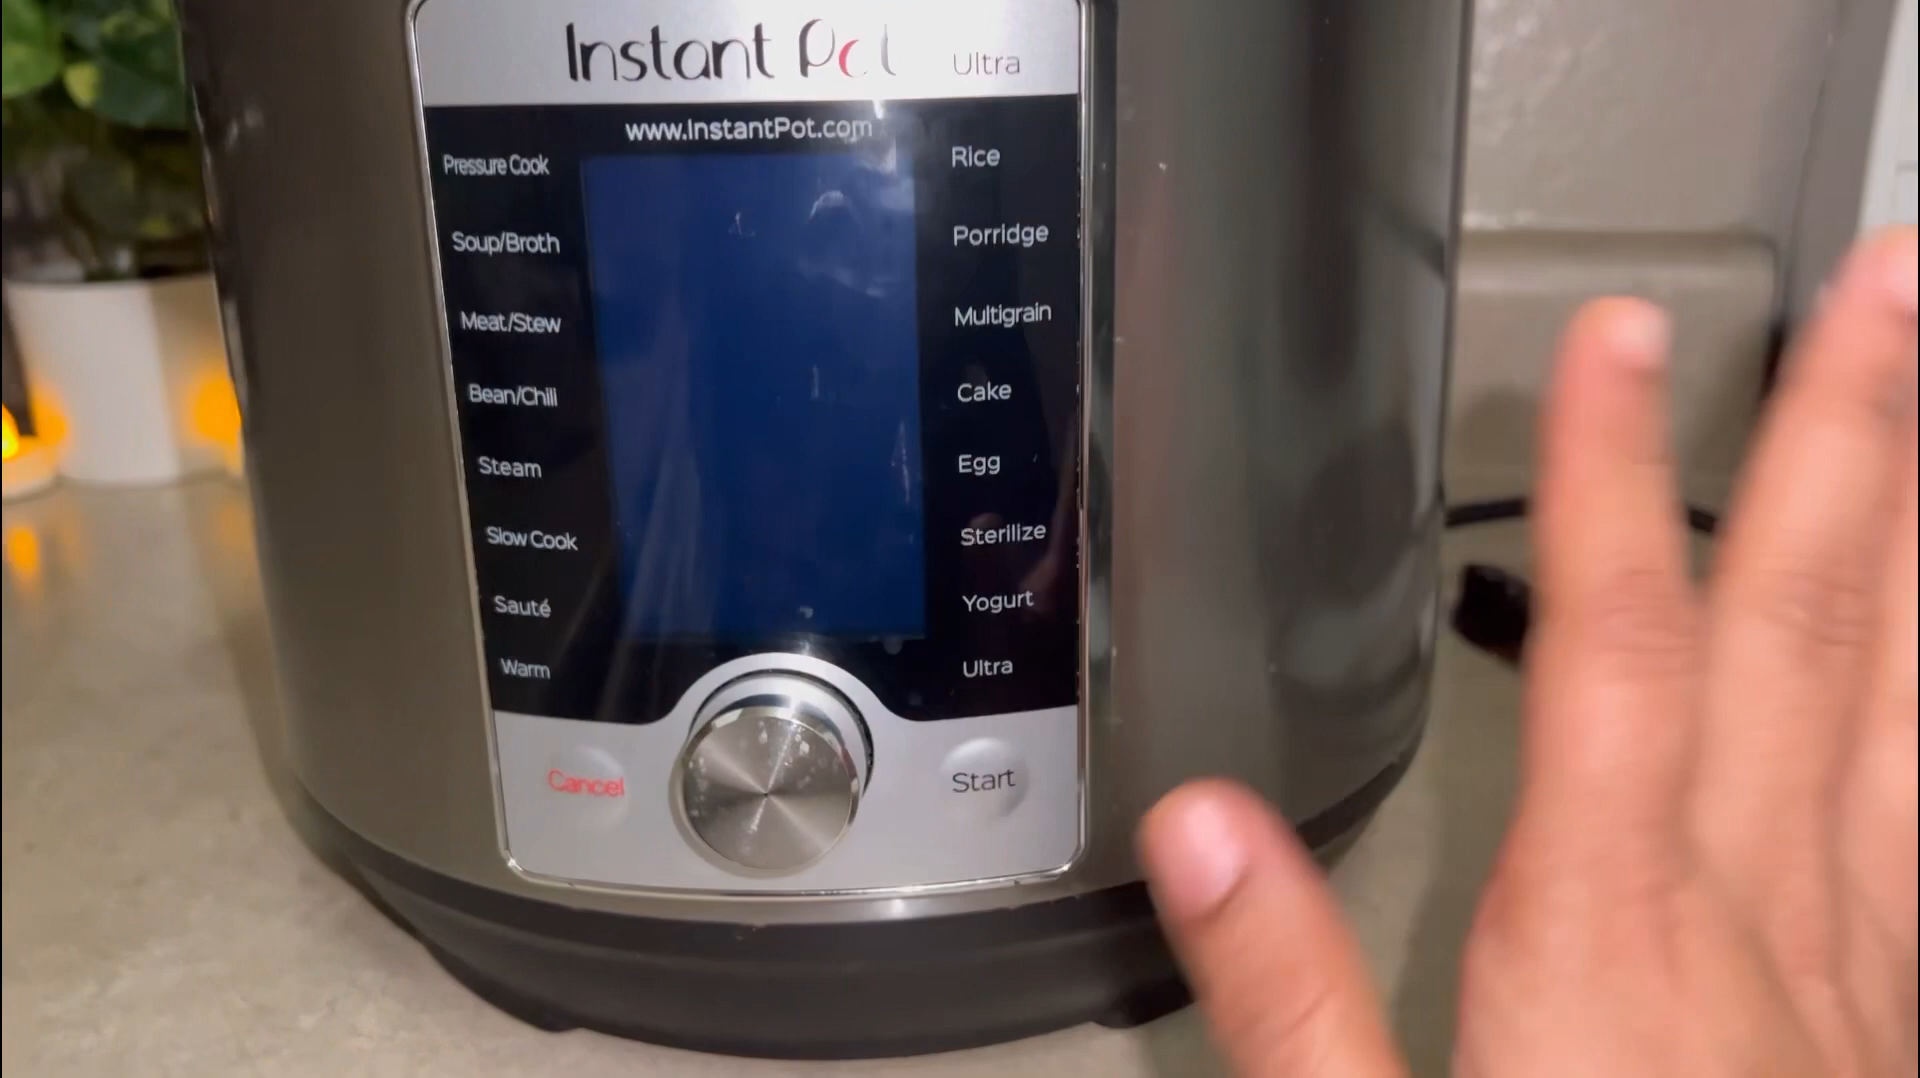 Instant Pot Ultra
www.InstantPot.com
Pressure Cook
Soup/Broth
Meat/Stew
Bean/Chili
Steam
Slow Cook
Sauté
Warm
Rice
Porridge
Multigrain
Cake
Egg
Sterilize
Yogurt
Ultra
Cancel
Start